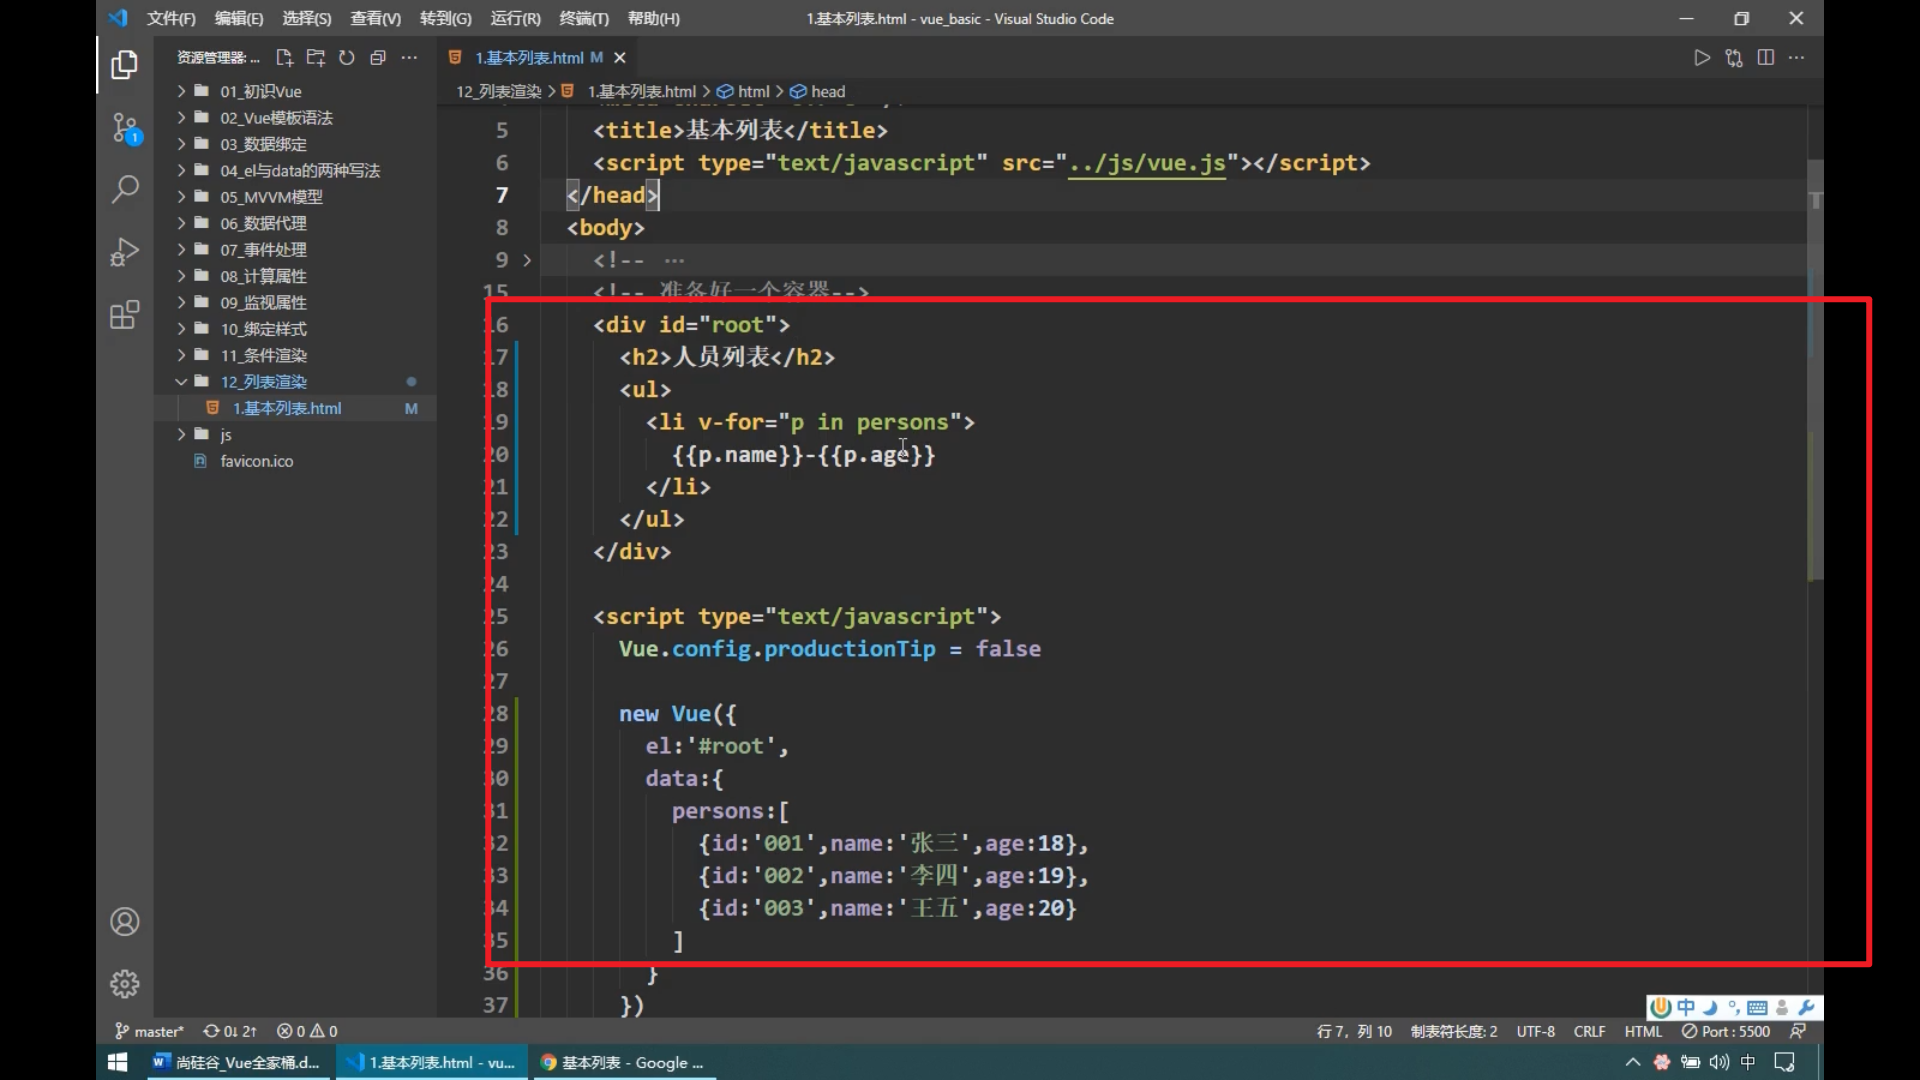 文件(F) 编辑(E) 选择(S) 查看(V) 转到(G) 运行(R) 终端(T) 帮助(H) 1.基本列表.html - vue_basic - Visual Studio Code
资源管理器: ...
1.基本列表.html M
12_列表渲染 > 1.基本列表.html > html > head
01_初识Vue
02_Vue模板语法
03_数据绑定
04_el与data的两种写法
05_MVVM模型
06_数据代理
07_事件处理
08_计算属性
09_监视属性
10_绑定样式
11_条件渲染
12_列表渲染
1.基本列表.html M
js
favicon.ico
1
5 <title>基本列表</title>
6 <script type="text/javascript" src="../js/vue.js"></script>
7 </head>
8 <body>
9 <!-- ...
15 <!-- 准备好一个容器-->
16 <div id="root">
17 <h2>人员列表</h2>
18 <ul>
19 <li v-for="p in persons">
20 {{p.name}}-{{p.age}}
21 </li>
22 </ul>
23 </div>
24
25 <script type="text/javascript">
26 Vue.config.productionTip = false
27
28 new Vue({
29 el:'#root',
30 data:{
31 persons:[
32 {id:'001',name:'张三',age:18},
33 {id:'002',name:'李四',age:19},
34 {id:'003',name:'王五',age:20}
35 ]
36 }
37 })
中
master* 0↓ 2↑ 0 0 行 7，列 10 制表符长度: 2 UTF-8 CRLF HTML Port : 5500
尚硅谷_Vue全家桶.d... 1.基本列表.html - vu... 基本列表 - Google ... 中